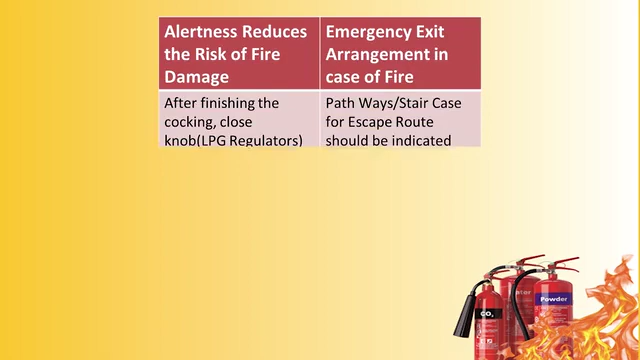 Alertness Reduces
the Risk of Fire
Damage
Emergency Exit
Arrangement in
case of Fire
After finishing the
cocking, close
knob(LPG Regulators)
Path Ways/Stair Case
for Escape Route
should be indicated
CO₂
Powder